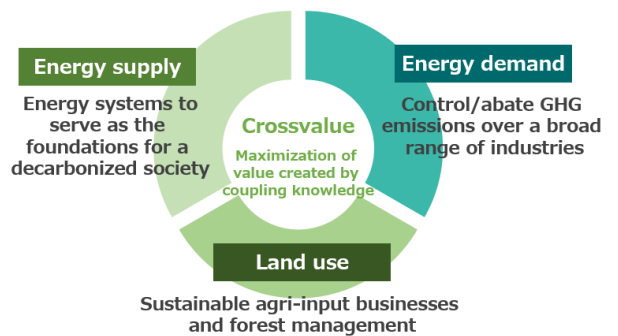 Energy supply
Energy systems to
serve as the
foundations for a
decarbonized society
Energy demand
Control/abate GHG
emissions over a broad
range of industries
Crossvalue
Maximization of
value created by
coupling knowledge
Land use
Sustainable agri-input businesses
and forest management